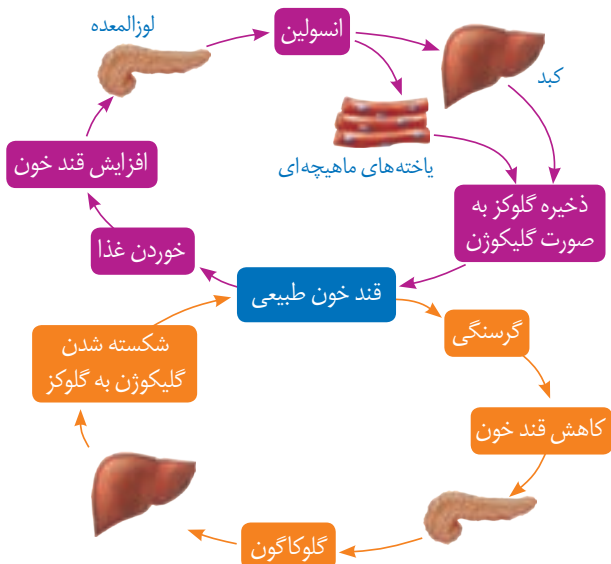 لوزالمعده
انسولین
کبد
یاخته‌های ماهیچه‌ای
افزایش قند خون
ذخیره گلوکز به
صورت گلیکوژن
خوردن غذا
قند خون طبیعی
گرسنگی
شکسته شدن
گلیکوژن به گلوکز
کاهش قند خون
گلوکاگون